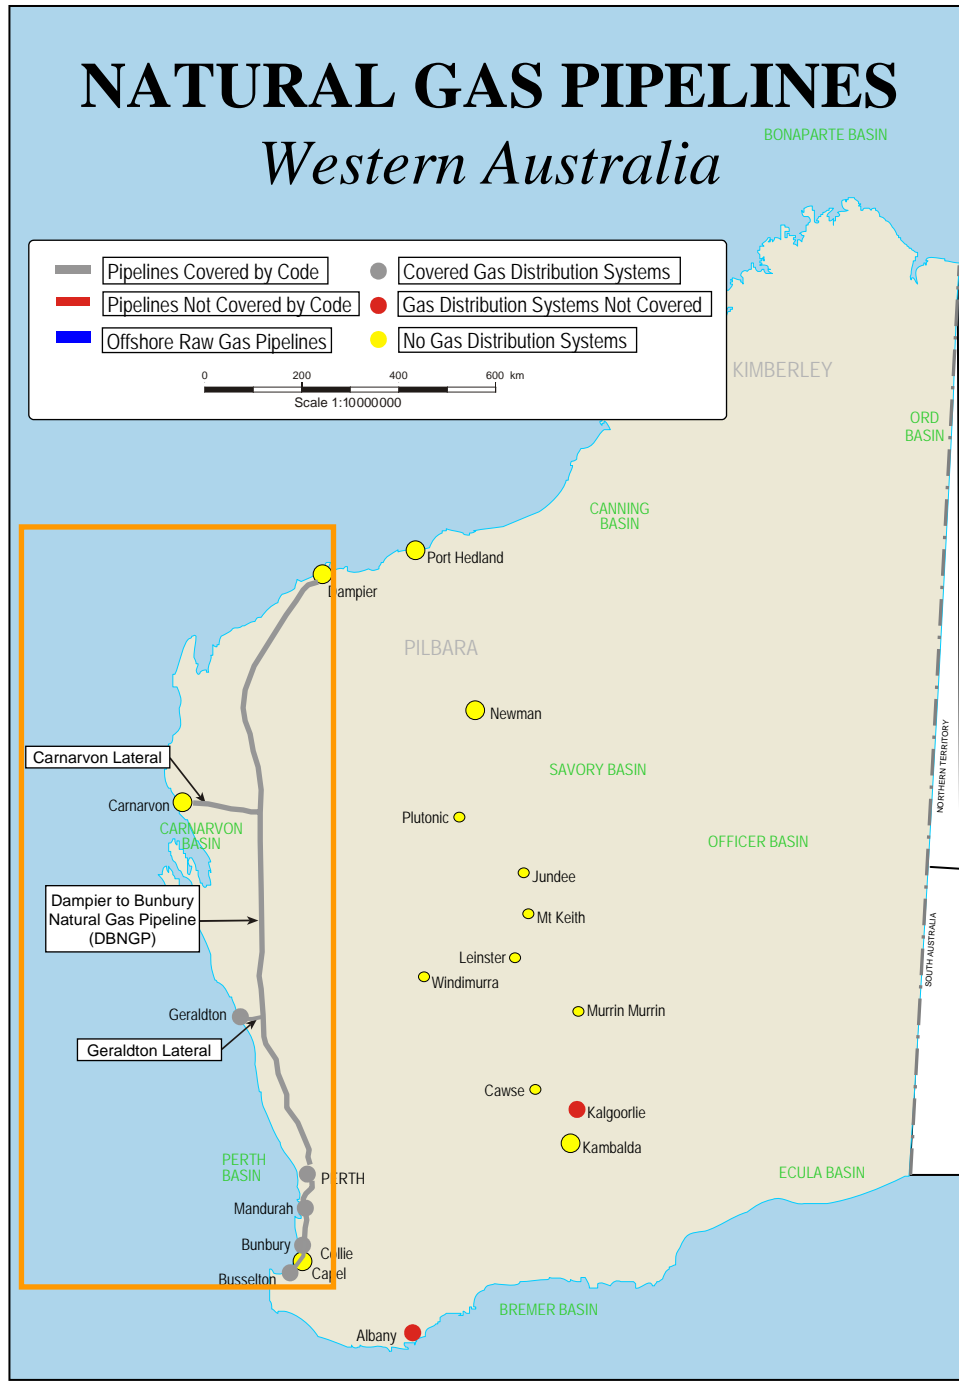 NATURAL GAS PIPELINES
BONAPARTE BASIN
Western Australia
Pipelines Covered by Code
Covered Gas Distribution Systems
Pipelines Not Covered by Code
Gas Distribution Systems Not Covered
Offshore Raw Gas Pipelines
No Gas Distribution Systems
0 200 400 600 km
Scale 1:10000000
KIMBERLEY
ORD
BASIN
CANNING
BASIN
Port Hedland
Dampier
PILBARA
Newman
Carnarvon Lateral
SAVORY BASIN
NORTHERN TERRITORY
Carnarvon
Plutonic
CARNARVON
BASIN
OFFICER BASIN
Jundee
Dampier to Bunbury
Natural Gas Pipeline
(DBNGP)
Mt Keith
SOUTH AUSTRALIA
Leinster
Windimurra
Geraldton
Murrin Murrin
Geraldton Lateral
Cawse
Kalgoorlie
Kambalda
PERTH
BASIN
PERTH
ECULA BASIN
Mandurah
Bunbury
Collie
Capel
Busselton
BREMER BASIN
Albany